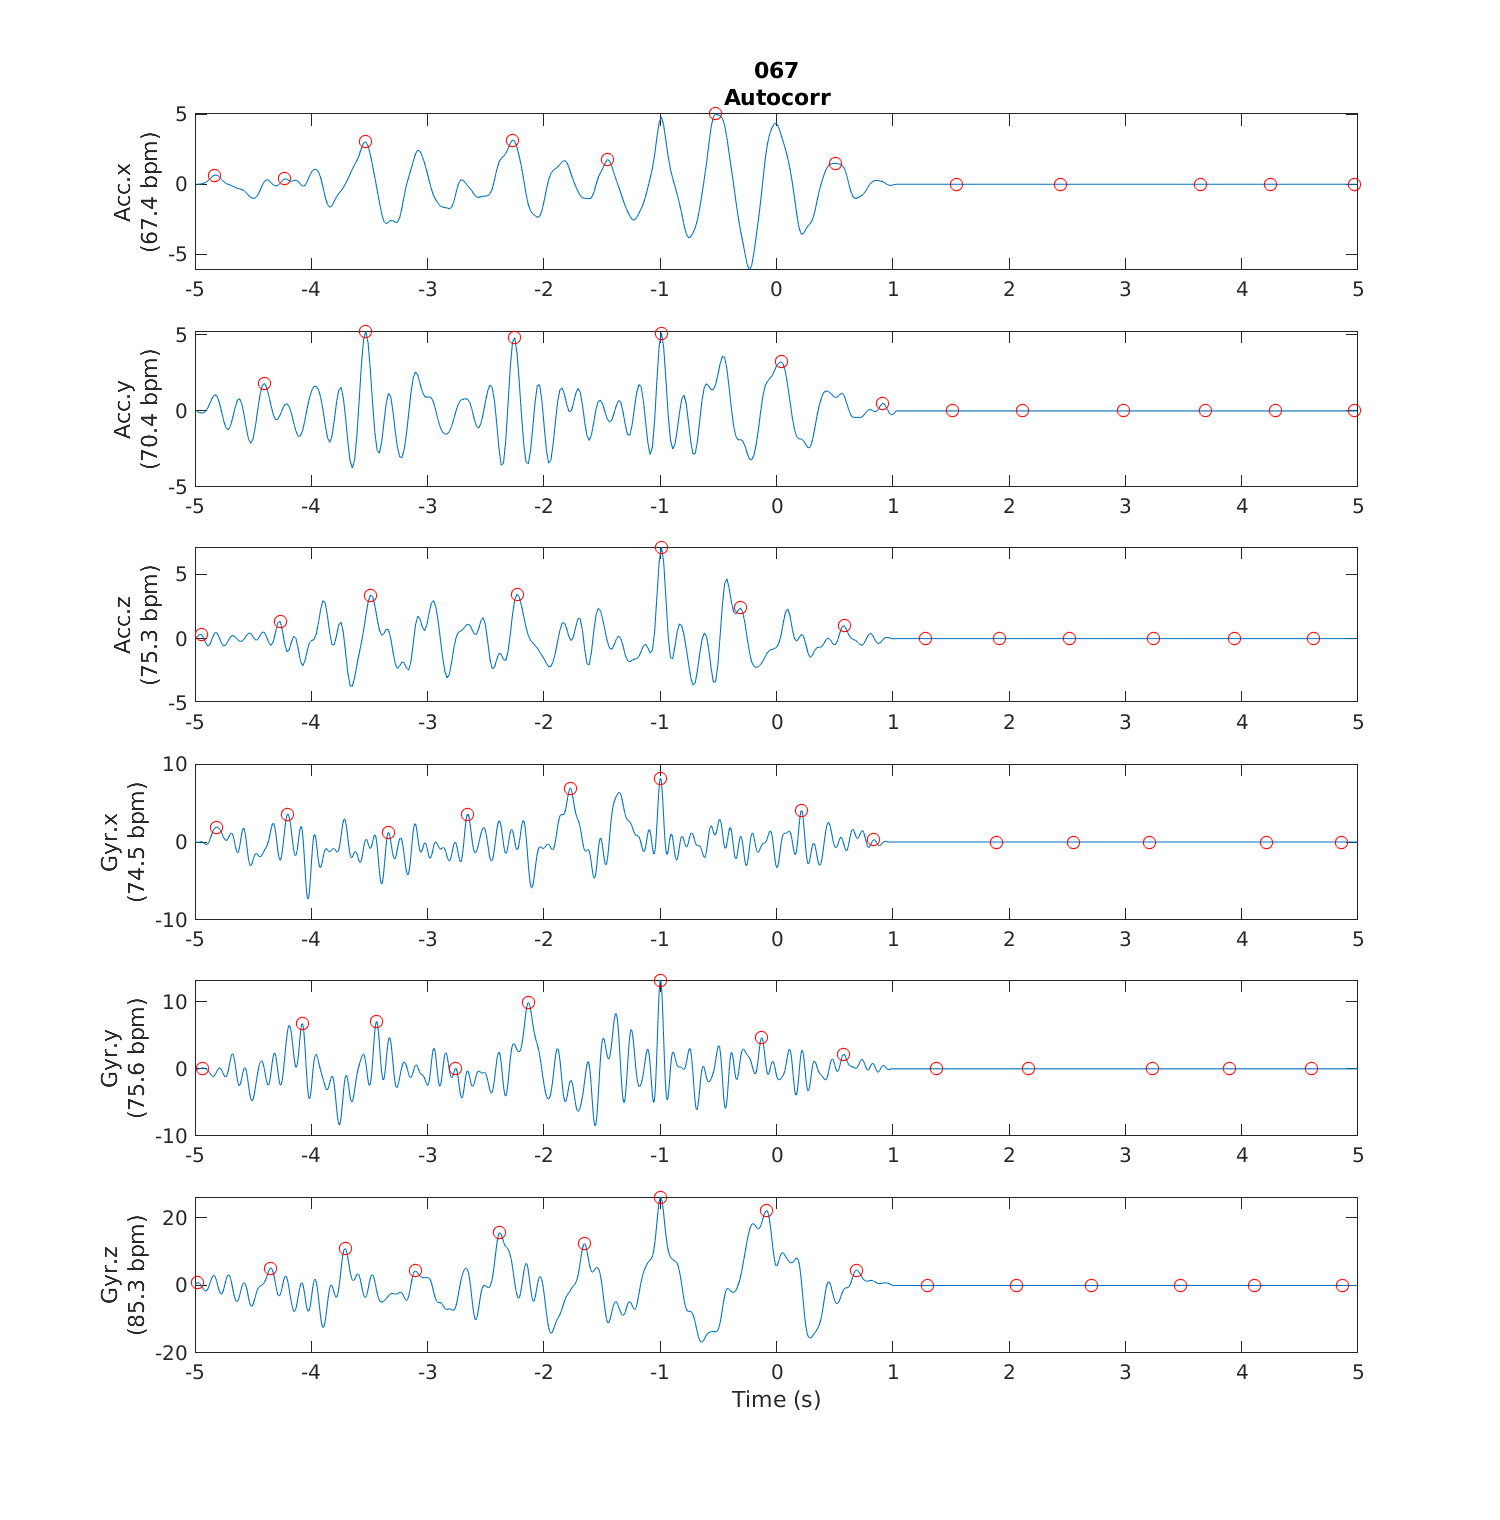 067
Autocorr
Acc.x
(67.4 bpm)
5
0
-5
-5 -4 -3 -2 -1 0 1 2 3 4 5
Acc.y
(70.4 bpm)
5
0
-5
-5 -4 -3 -2 -1 0 1 2 3 4 5
Acc.z
(75.3 bpm)
5
0
-5
-5 -4 -3 -2 -1 0 1 2 3 4 5
Gyr.x
(74.5 bpm)
10
0
-10
-5 -4 -3 -2 -1 0 1 2 3 4 5
Gyr.y
(75.6 bpm)
10
0
-10
-5 -4 -3 -2 -1 0 1 2 3 4 5
Gyr.z
(85.3 bpm)
20
0
-20
-5 -4 -3 -2 -1 0 1 2 3 4 5
Time (s)